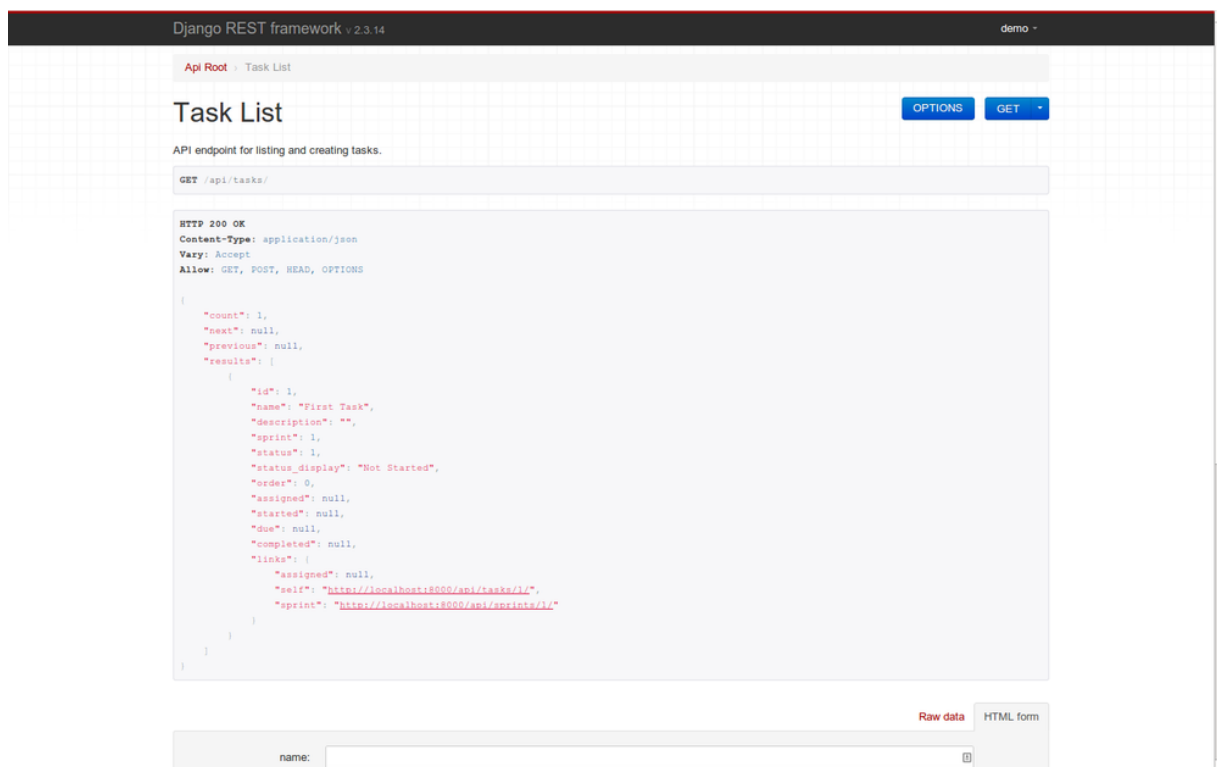 Django REST framework v 2.3.14
demo
Api Root › Task List
Task List
OPTIONS
GET
API endpoint for listing and creating tasks.
GET /api/tasks/
HTTP 200 OK
Content-Type: application/json
Vary: Accept
Allow: GET, POST, HEAD, OPTIONS
{
    "count": 1,
    "next": null,
    "previous": null,
    "results": [
        {
            "id": 1,
            "name": "First Task",
            "description": "",
            "sprint": 1,
            "status": 1,
            "status_display": "Not Started",
            "order": 0,
            "assigned": null,
            "started": null,
            "due": null,
            "completed": null,
            "links": {
                "assigned": null,
                "self": "http://localhost:8000/api/tasks/1/",
                "sprint": "http://localhost:8000/api/sprints/1/"
            }
        }
    ]
}
Raw data
HTML form
name: